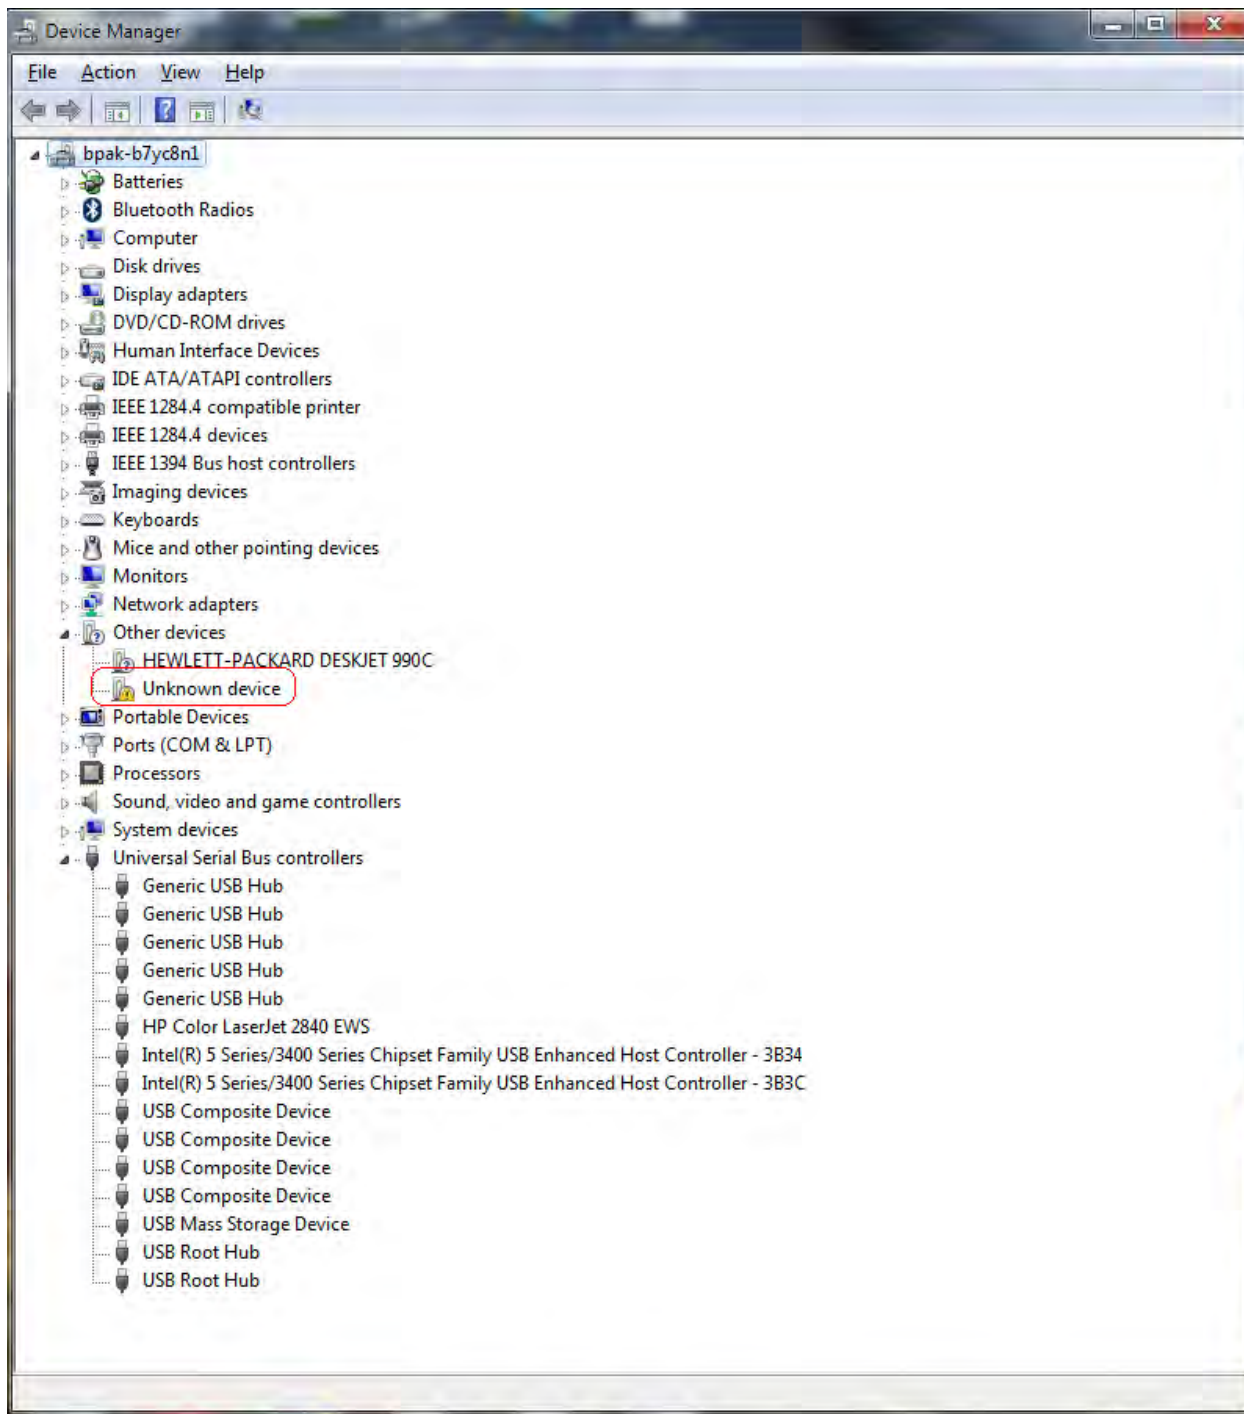 Device Manager
File Action View Help
bpak-b7yc8n1
Batteries
Bluetooth Radios
Computer
Disk drives
Display adapters
DVD/CD-ROM drives
Human Interface Devices
IDE ATA/ATAPI controllers
IEEE 1284.4 compatible printer
IEEE 1284.4 devices
IEEE 1394 Bus host controllers
Imaging devices
Keyboards
Mice and other pointing devices
Monitors
Network adapters
Other devices
HEWLETT-PACKARD DESKJET 990C
Unknown device
Portable Devices
Ports (COM & LPT)
Processors
Sound, video and game controllers
System devices
Universal Serial Bus controllers
Generic USB Hub
Generic USB Hub
Generic USB Hub
Generic USB Hub
Generic USB Hub
HP Color LaserJet 2840 EWS
Intel(R) 5 Series/3400 Series Chipset Family USB Enhanced Host Controller - 3B34
Intel(R) 5 Series/3400 Series Chipset Family USB Enhanced Host Controller - 3B3C
USB Composite Device
USB Composite Device
USB Composite Device
USB Composite Device
USB Mass Storage Device
USB Root Hub
USB Root Hub